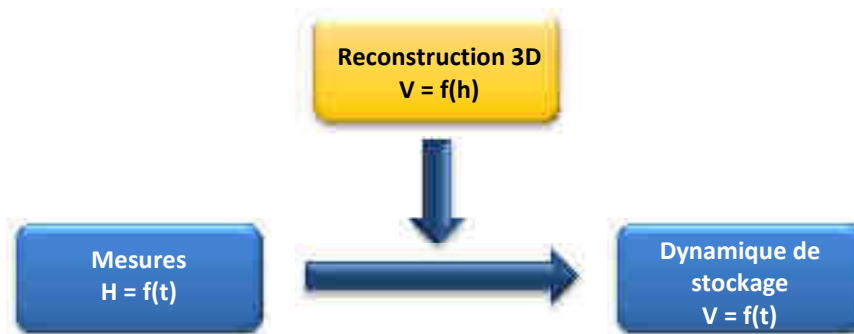 Reconstruction 3D
V = f(h)
Mesures
H = f(t)
Dynamique de
stockage
V = f(t)